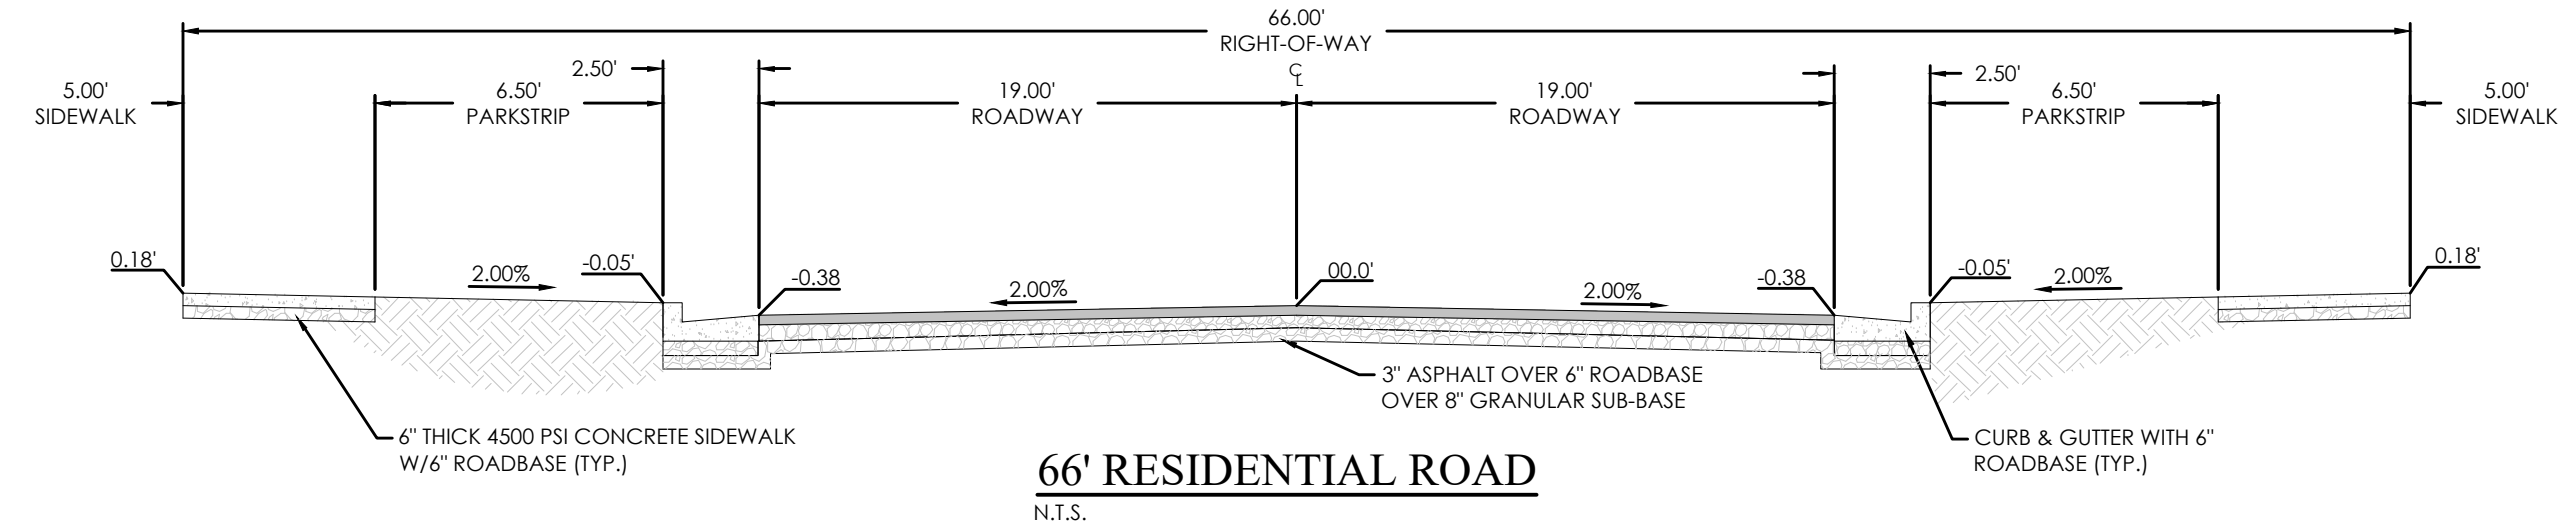 66.00'
RIGHT-OF-WAY
2.50'
℄
2.50'
5.00'
SIDEWALK
6.50'
PARKSTRIP
19.00'
ROADWAY
19.00'
ROADWAY
6.50'
PARKSTRIP
5.00'
SIDEWALK
0.18'
2.00%
-0.05'
-0.38
2.00%
00.0'
2.00%
-0.38
-0.05'
2.00%
0.18'
3" ASPHALT OVER 6" ROADBASE
OVER 8" GRANULAR SUB-BASE
6" THICK 4500 PSI CONCRETE SIDEWALK
W/6" ROADBASE (TYP.)
CURB & GUTTER WITH 6"
ROADBASE (TYP.)
66' RESIDENTIAL ROAD
N.T.S.